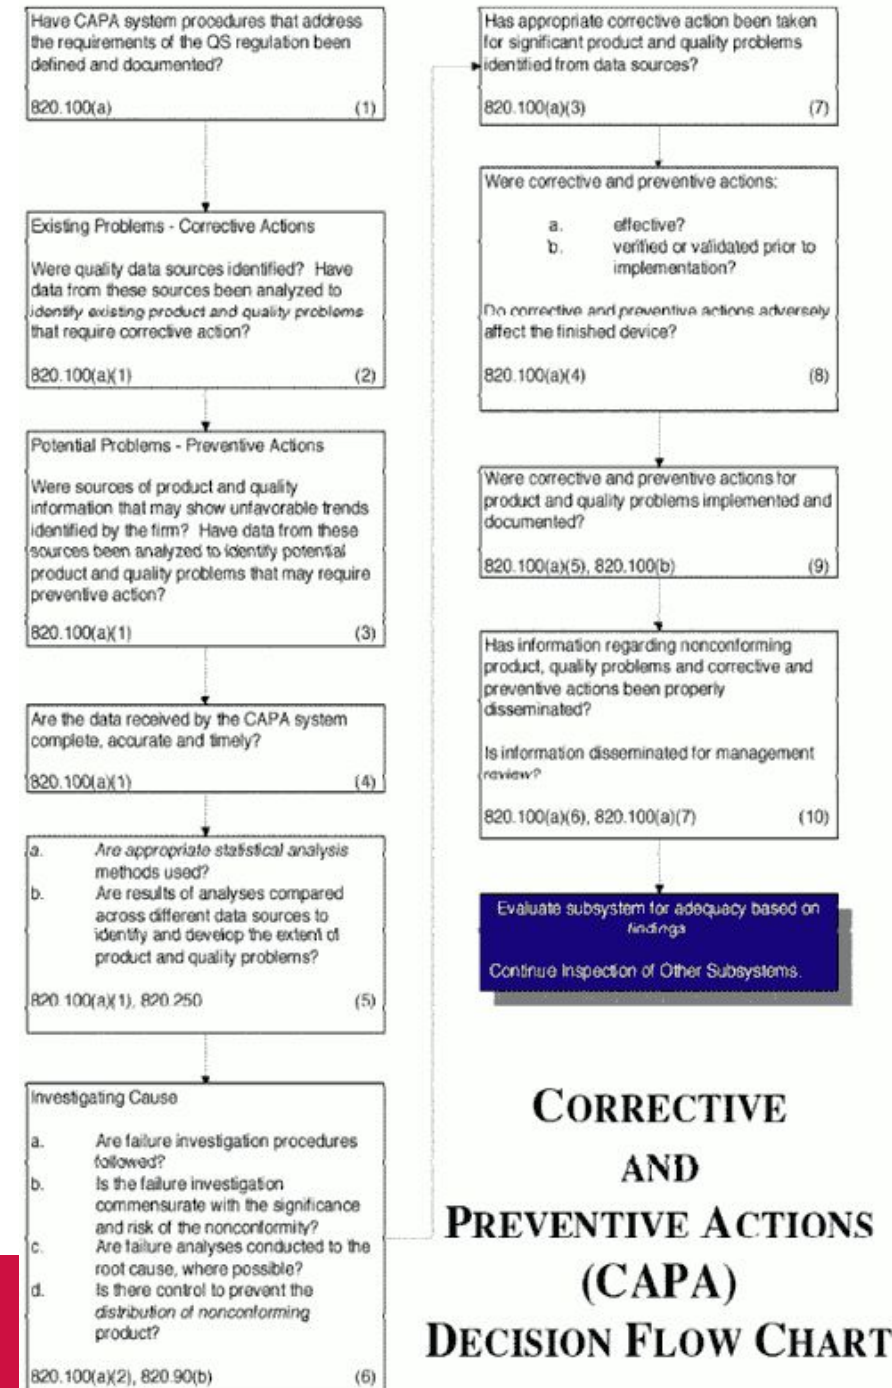 Have CAPA system procedures that address
the requirements of the QS regulation been
defined and documented?
820.100(a) (1)
Existing Problems - Corrective Actions
Were quality data sources identified? Have
data from these sources been analyzed to
identify existing product and quality problems
that require corrective action?
820.100(a)(1) (2)
Potential Problems - Preventive Actions
Were sources of product and quality
information that may show unfavorable trends
identified by the firm? Have data from these
sources been analyzed to identify potential
product and quality problems that may require
preventive action?
820.100(a)(1) (3)
Are the data received by the CAPA system
complete, accurate and timely?
820.100(a)(1) (4)
a. Are appropriate statistical analysis
methods used?
b. Are results of analyses compared
across different data sources to
identify and develop the extent of
product and quality problems?
820.100(a)(1), 820.250 (5)
Investigating Cause
a. Are failure investigation procedures
followed?
b. Is the failure investigation
commensurate with the significance
and risk of the nonconformity?
c. Are failure analyses conducted to the
root cause, where possible?
d. Is there control to prevent the
distribution of nonconforming
product?
820.100(a)(2), 820.90(b) (6)
Has appropriate corrective action been taken
for significant product and quality problems
identified from data sources?
820.100(a)(3) (7)
Were corrective and preventive actions:
a. effective?
b. verified or validated prior to
implementation?
Do corrective and preventive actions adversely
affect the finished device?
820.100(a)(4) (8)
Were corrective and preventive actions for
product and quality problems implemented and
documented?
820.100(a)(5), 820.100(b) (9)
Has information regarding nonconforming
product, quality problems and corrective and
preventive actions been properly
disseminated?
Is information disseminated for management
review?
820.100(a)(6), 820.100(a)(7) (10)
Evaluate subsystem for adequacy based on
findings
Continue Inspection of Other Subsystems.
CORRECTIVE
AND
PREVENTIVE ACTIONS
(CAPA)
DECISION FLOW CHART